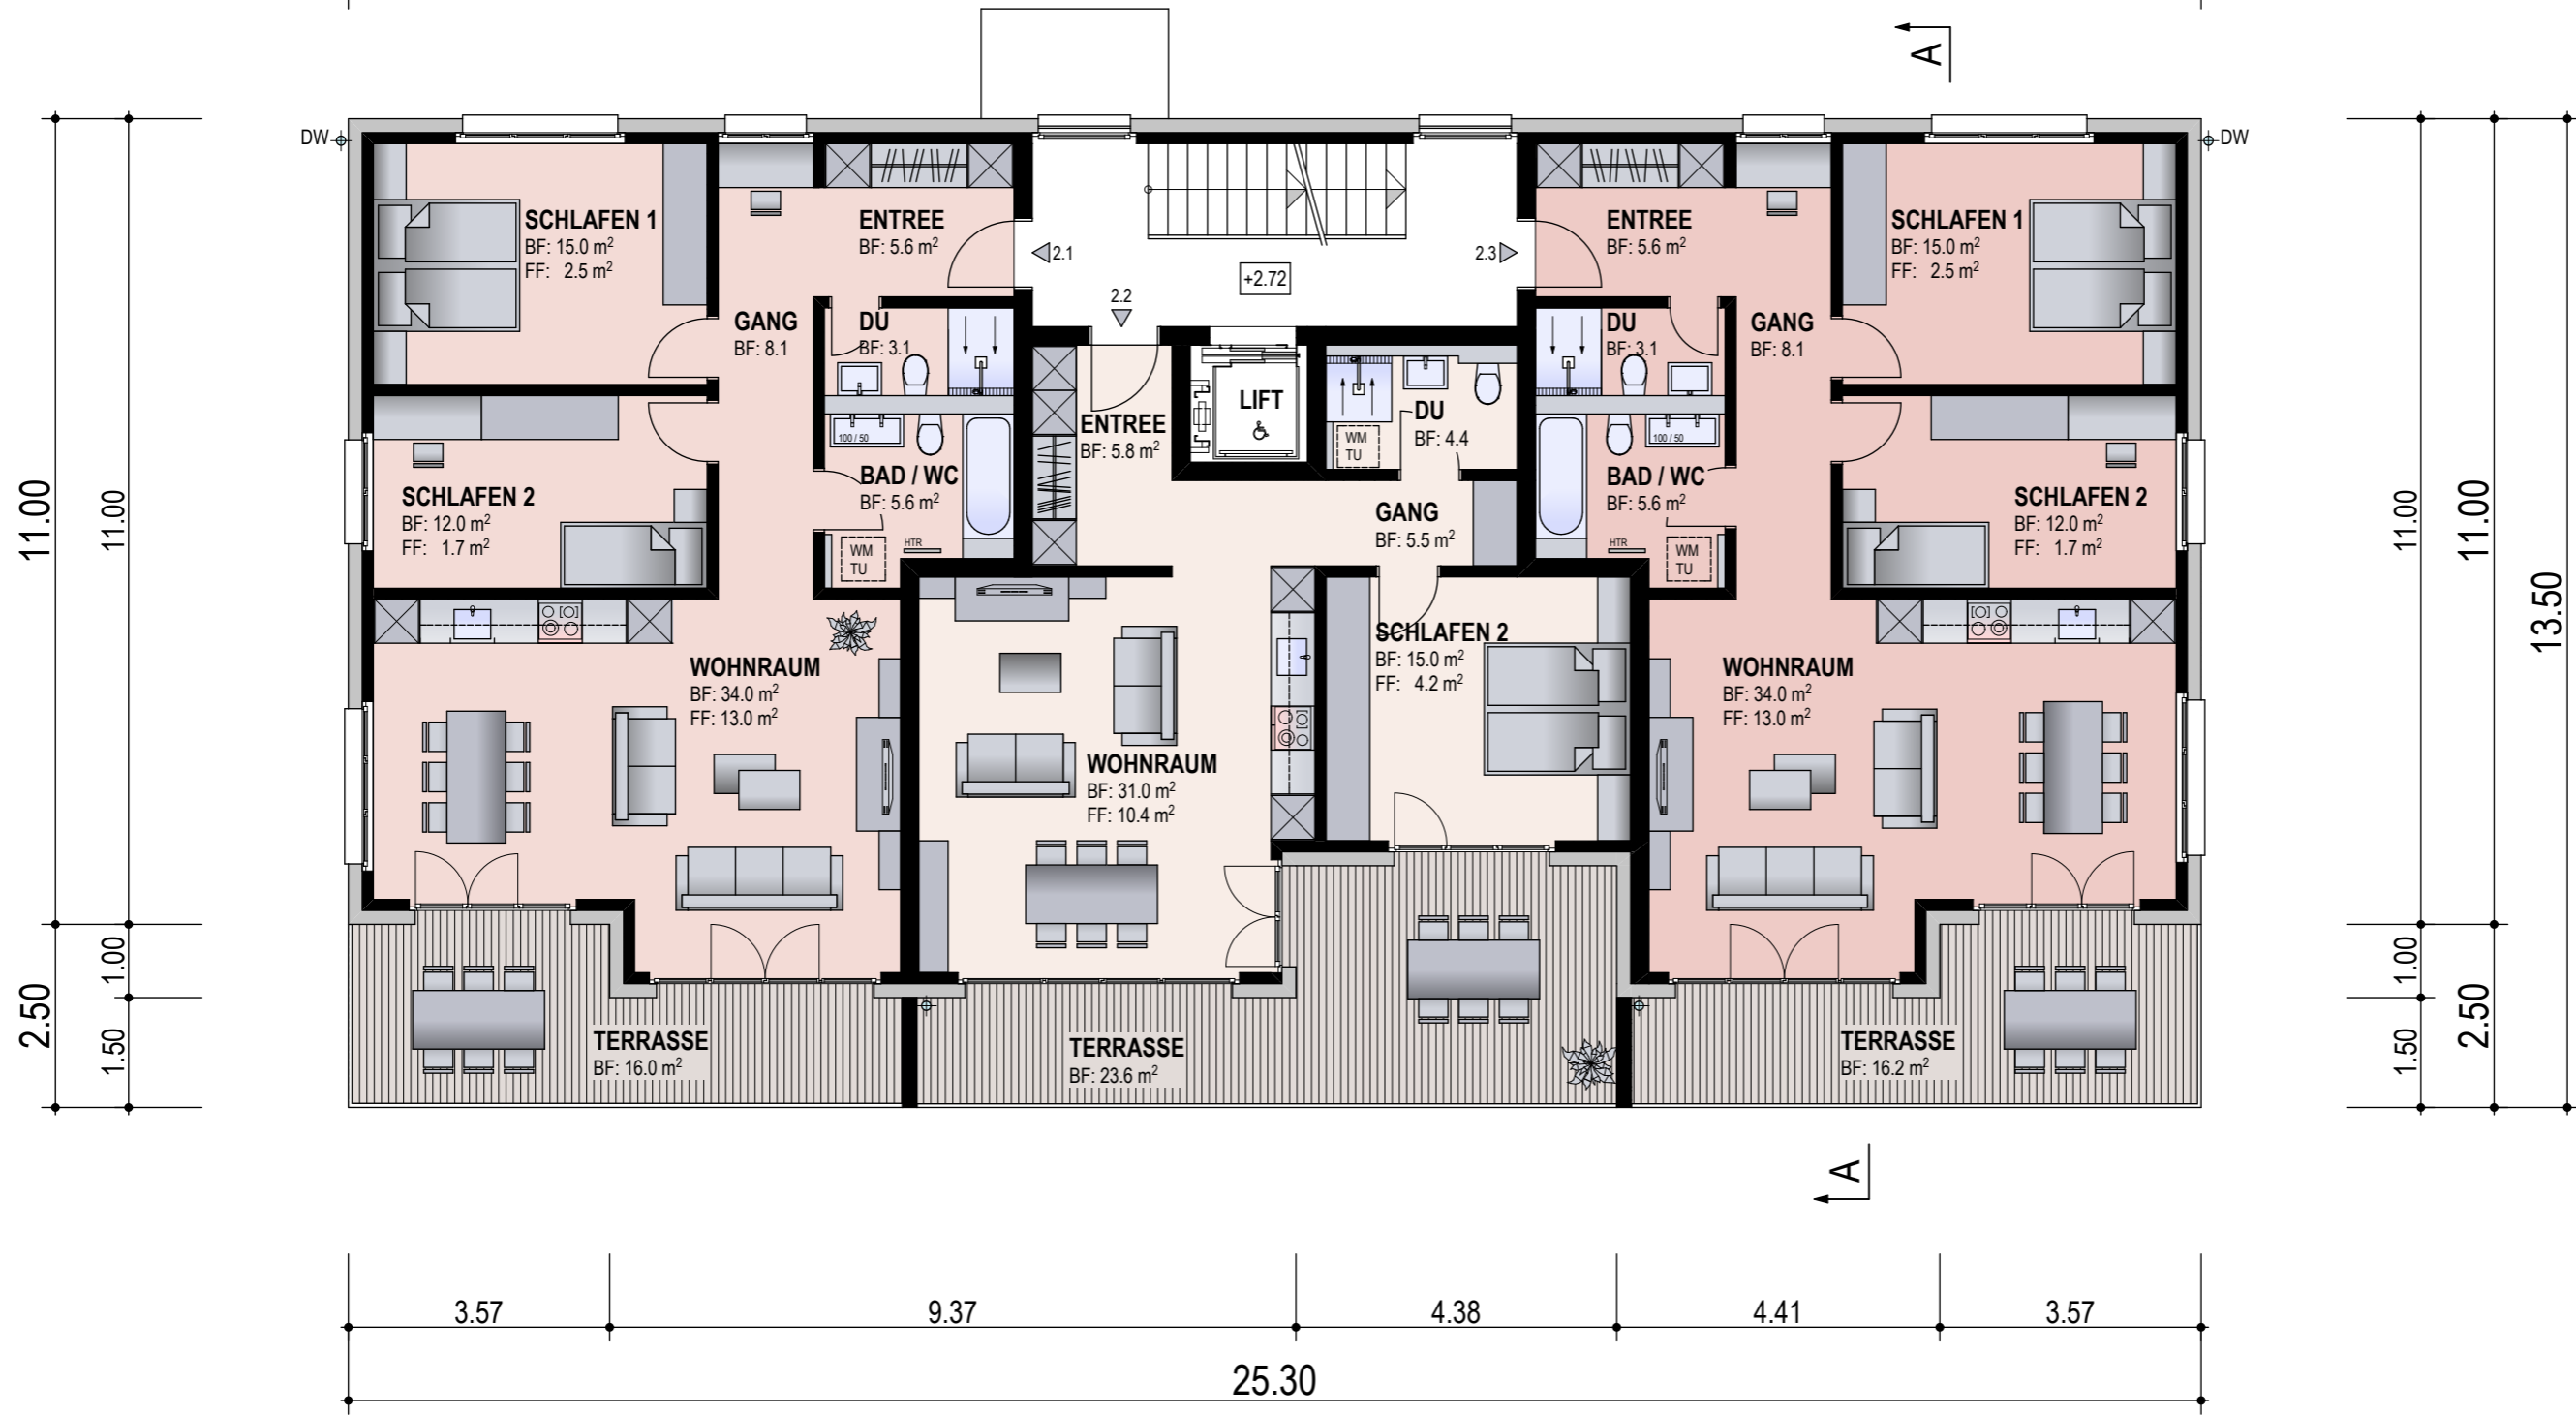 A
DW
DW
SCHLAFEN 1
BF: 15.0 m²
FF: 2.5 m²
ENTREE
BF: 5.6 m²
2.1
2.3
+2.72
2.2
ENTREE
BF: 5.6 m²
SCHLAFEN 1
BF: 15.0 m²
FF: 2.5 m²
GANG
BF: 8.1
DU
BF: 3.1
DU
BF: 3.1
GANG
BF: 8.1
LIFT
ENTREE
BF: 5.8 m²
DU
BF: 4.4
WM
TU
100 / 50
100 / 50
BAD / WC
BF: 5.6 m²
BAD / WC
BF: 5.6 m²
SCHLAFEN 2
BF: 12.0 m²
FF: 1.7 m²
SCHLAFEN 2
BF: 12.0 m²
FF: 1.7 m²
GANG
BF: 5.5 m²
HTR
WM
TU
HTR
WM
TU
11.00
11.00
11.00
11.00
13.50
SCHLAFEN 2
BF: 15.0 m²
FF: 4.2 m²
WOHNRAUM
BF: 34.0 m²
FF: 13.0 m²
WOHNRAUM
BF: 34.0 m²
FF: 13.0 m²
WOHNRAUM
BF: 31.0 m²
FF: 10.4 m²
2.50
1.00
1.50
1.00
1.50
2.50
TERRASSE
BF: 16.0 m²
TERRASSE
BF: 23.6 m²
TERRASSE
BF: 16.2 m²
A
3.57
9.37
4.38
4.41
3.57
25.30